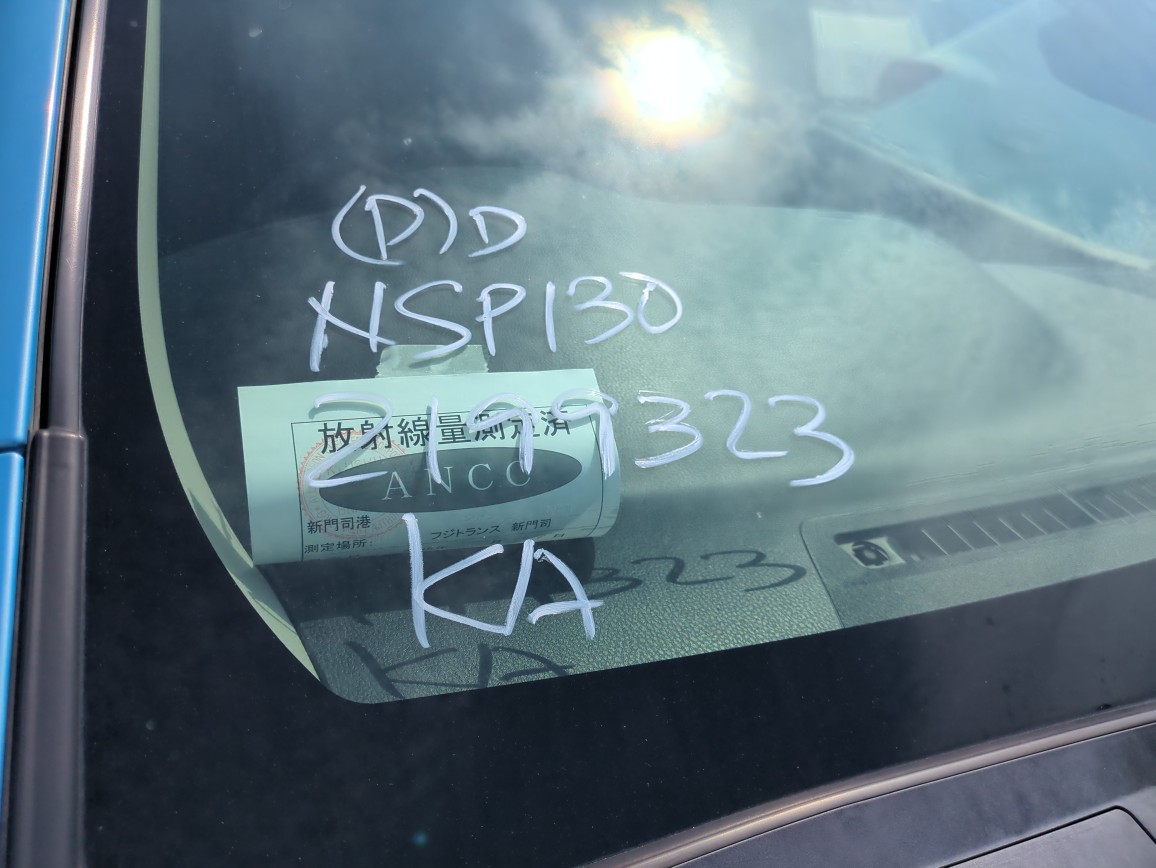 (P) D
NSP130
2199323
放射線量測定済
ANCC
新門司港
フジトランス 新門司
測定場所:
KA